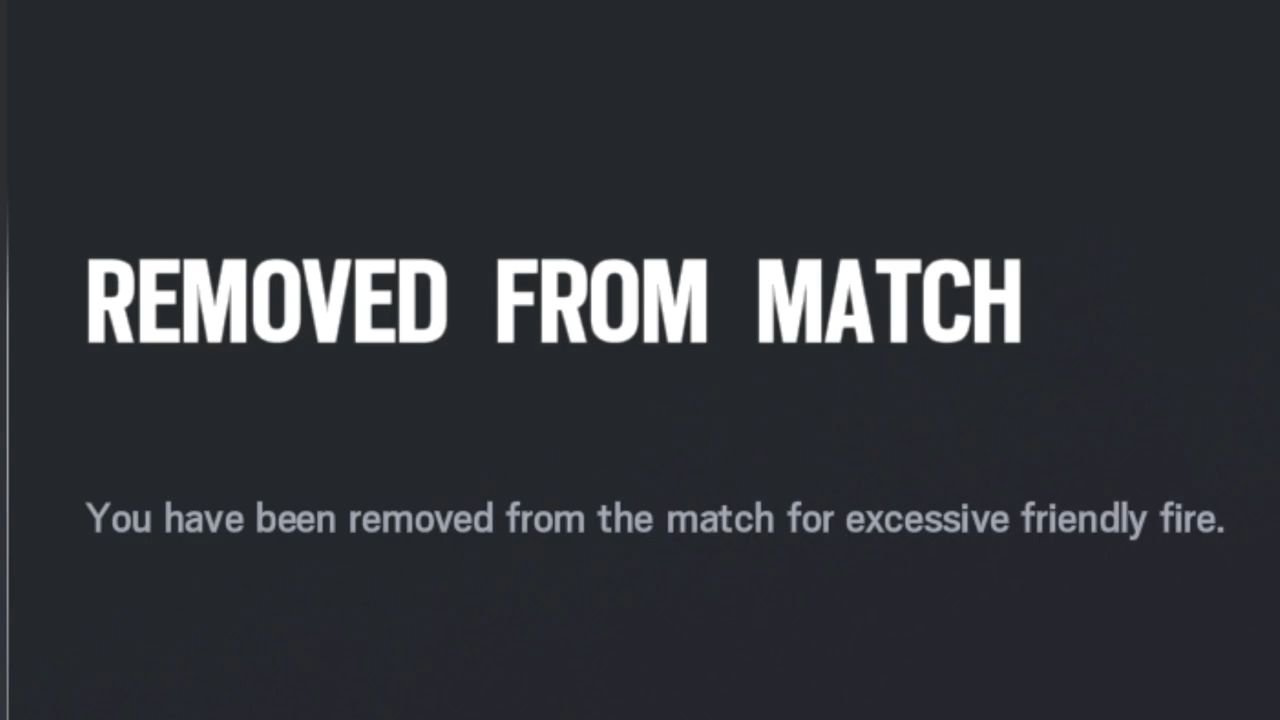 REMOVED FROM MATCH
You have been removed from the match for excessive friendly fire.